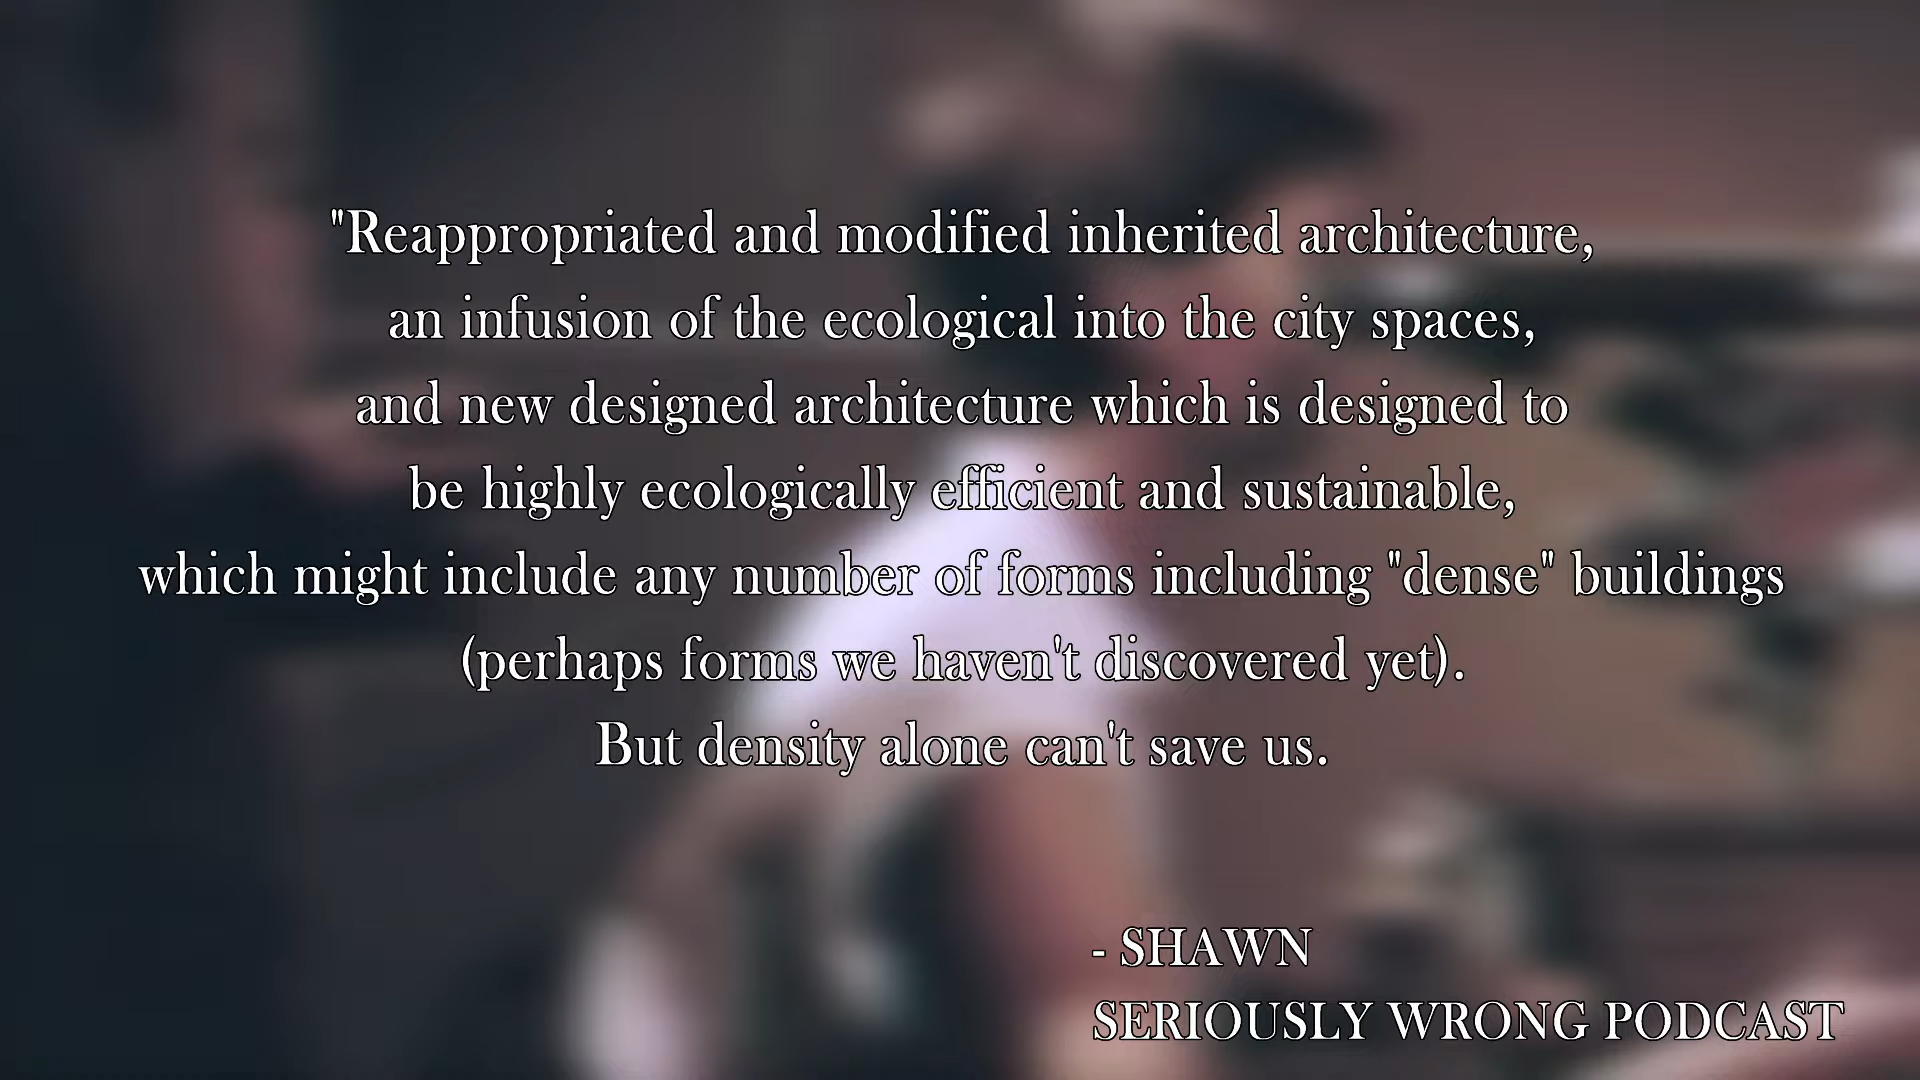 "Reappropriated and modified inherited architecture,
an infusion of the ecological into the city spaces,
and new designed architecture which is designed to
be highly ecologically efficient and sustainable,
which might include any number of forms including "dense" buildings
(perhaps forms we haven't discovered yet).
But density alone can't save us.
- SHAWN
SERIOUSLY WRONG PODCAST